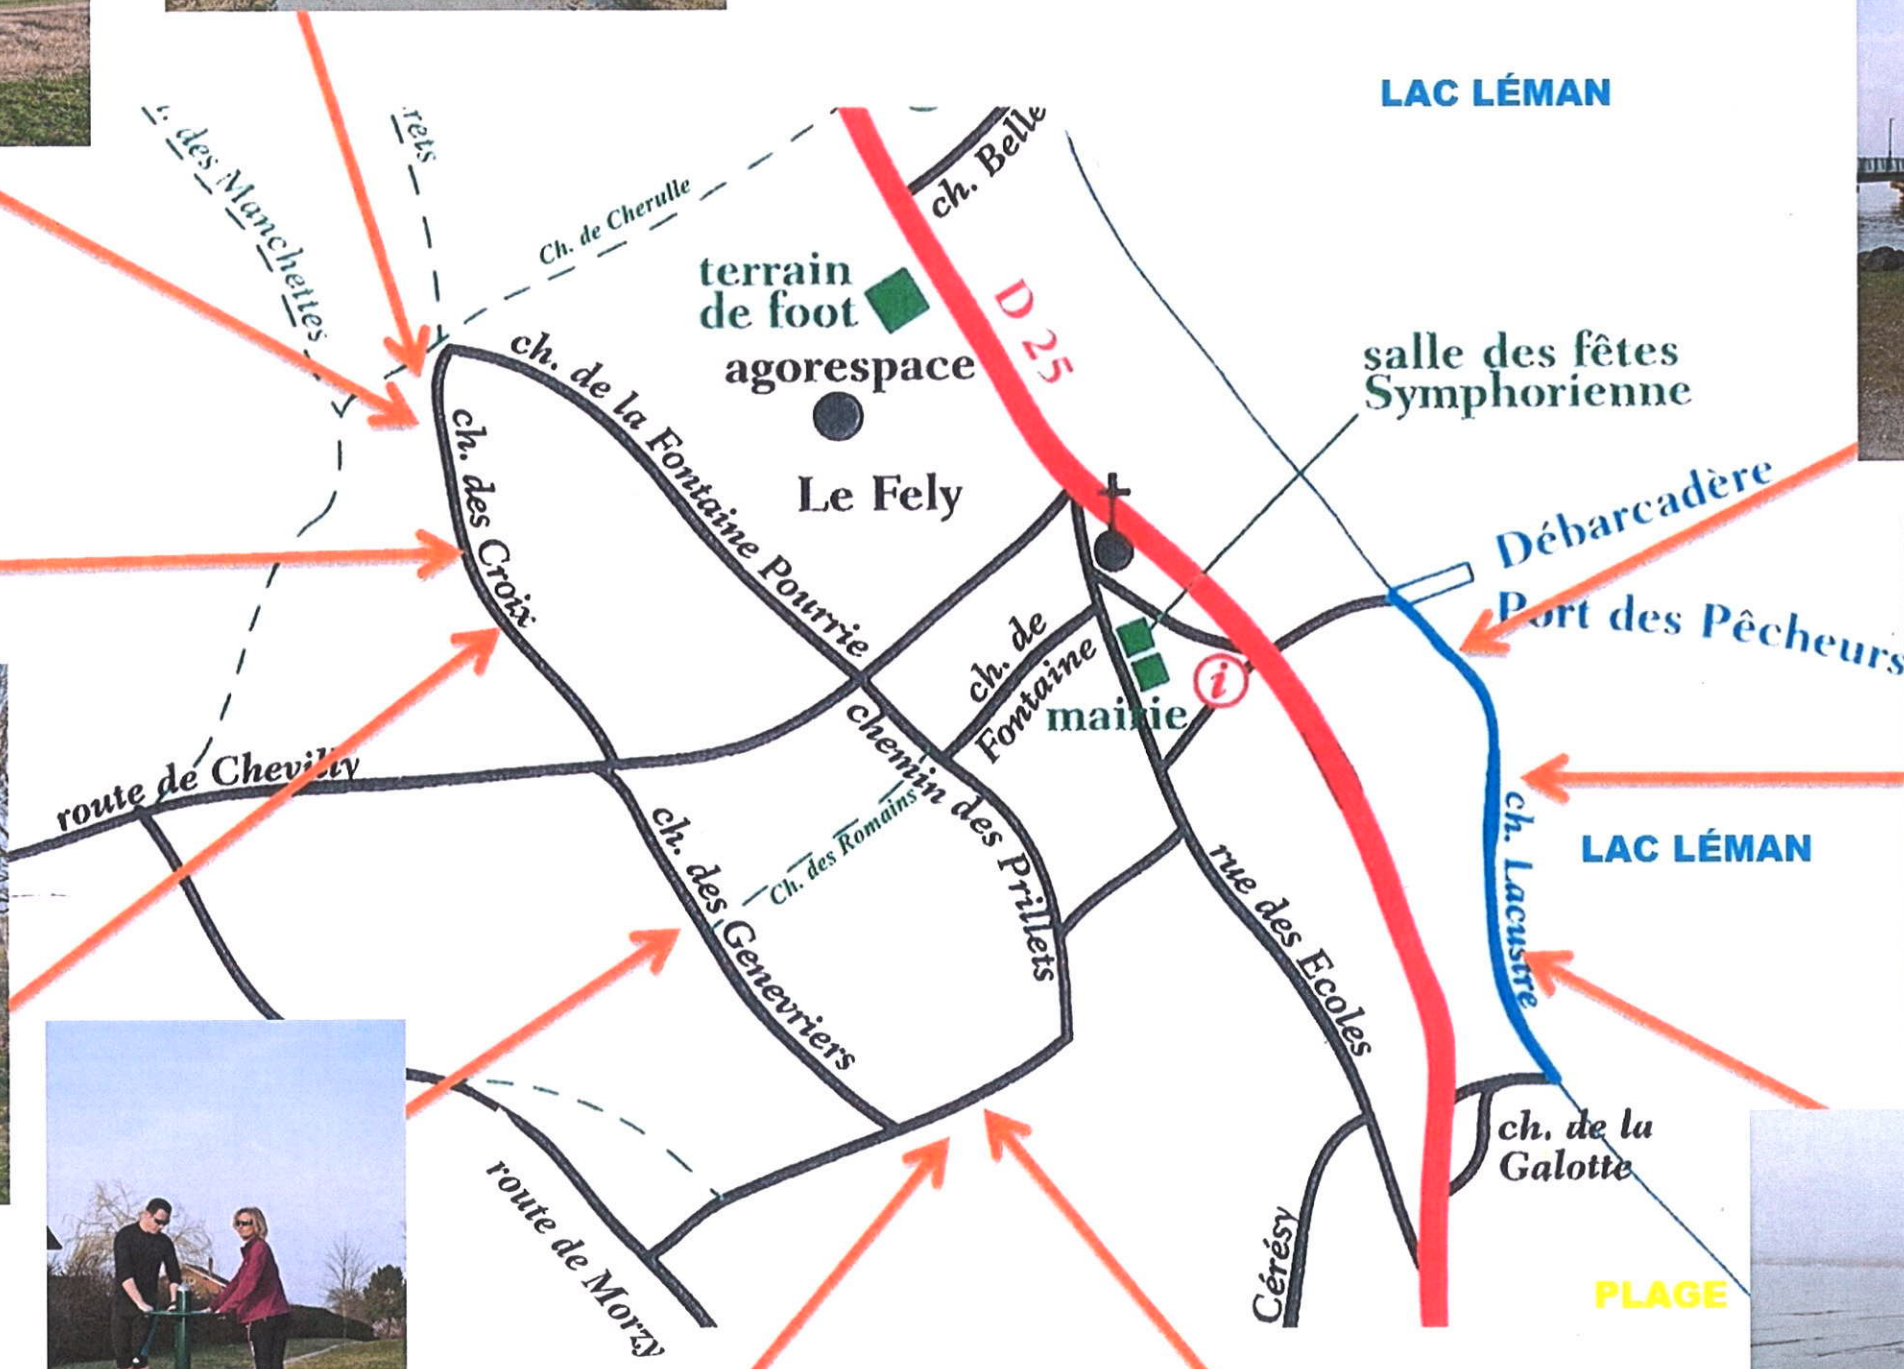 LAC LÉMAN
ch. Belle
des Manchettes
rets
Ch. de Cherulle
terrain
de foot
D 25
agorespace
salle des fêtes
Symphorienne
ch. de la Fontaine Pourrie
ch. des Croix
Le Fely
Débarcadère
Port des Pêcheurs
ch. de
Fontaine
i
mairie
route de Chevilly
chemin des Prillets
Ch. des Romains
ch. des Genevriers
rue des Ecoles
ch. Lacustre
LAC LÉMAN
ch. de la
Galotte
route de Morzy
Cérésy
PLAGE